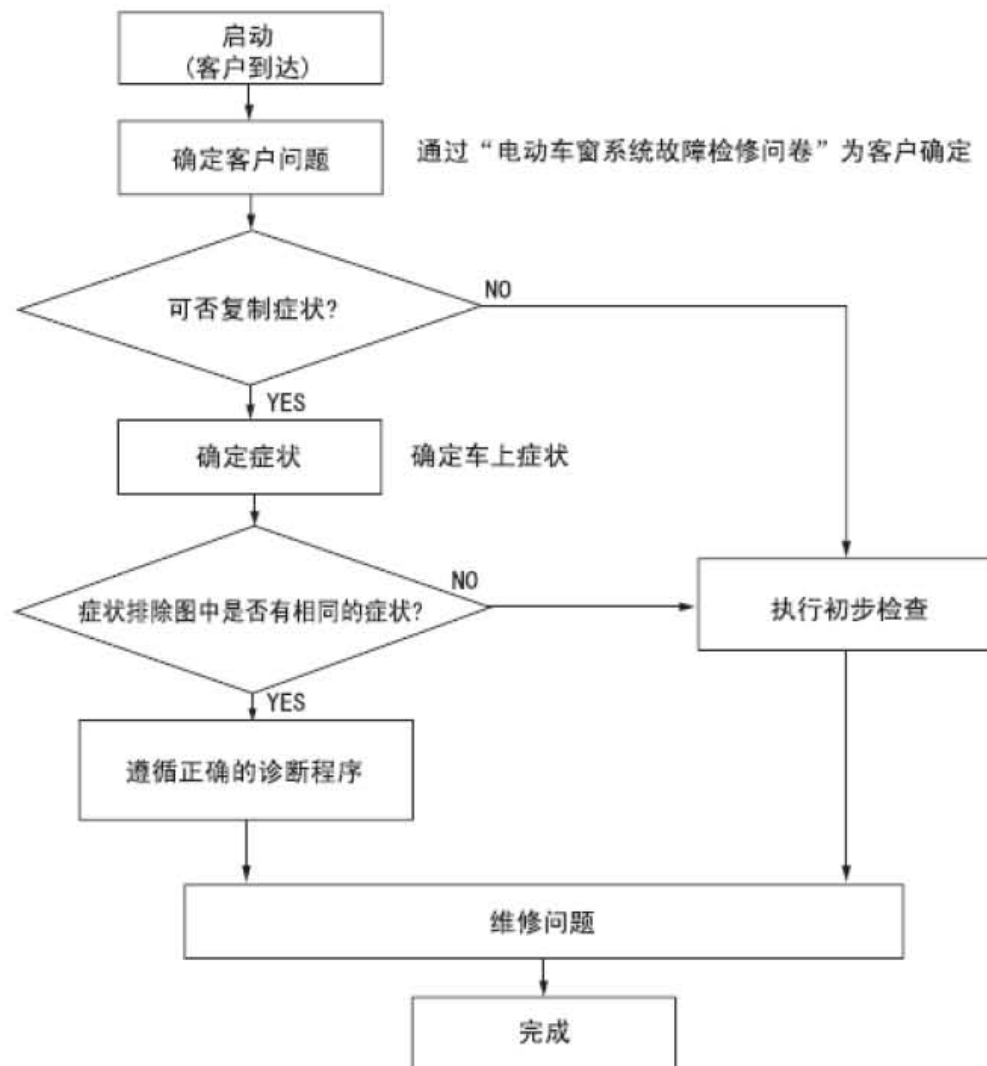 启动
(客户到达)
确定客户问题
通过“电动车窗系统故障检修问卷”为客户确定
可否复制症状?
NO
YES
确定症状
确定车上症状
NO
症状排除图中是否有相同的症状?
执行初步检查
YES
遵循正确的诊断程序
维修问题
完成